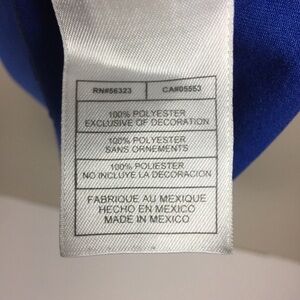 RN#56323 CA#05553
100% POLYESTER
EXCLUSIVE OF DECORATION
100% POLYESTER
SANS ORNEMENTS
100% POLIESTER
NO INCLUYE LA DECORACION
FABRIQUE AU MEXIQUE
HECHO EN MEXICO
MADE IN MEXICO